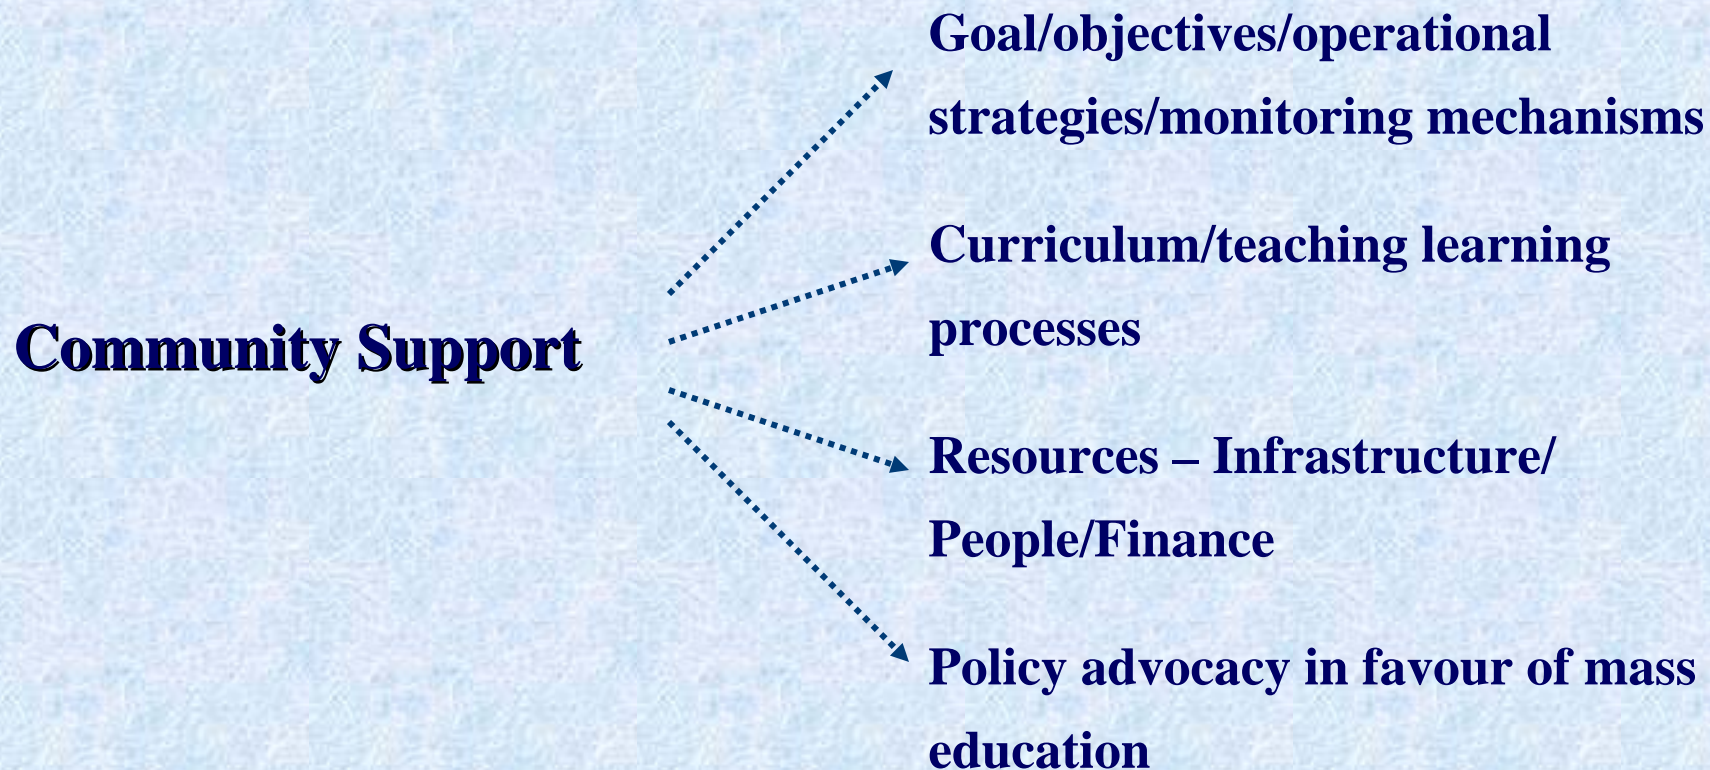 Community Support
Goal/objectives/operational
strategies/monitoring mechanisms
Curriculum/teaching learning
processes
Resources – Infrastructure/
People/Finance
Policy advocacy in favour of mass
education